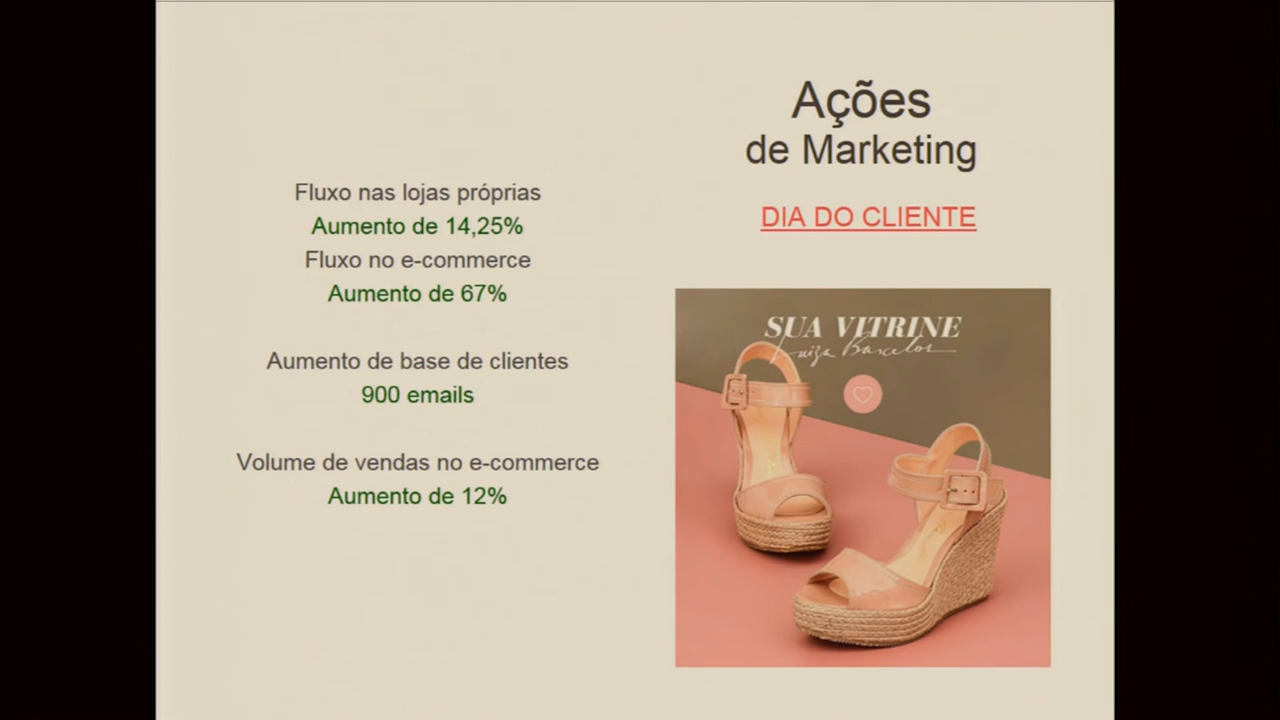 Ações
de Marketing
DIA DO CLIENTE
Fluxo nas lojas próprias
Aumento de 14,25%
Fluxo no e-commerce
Aumento de 67%
Aumento de base de clientes
900 emails
Volume de vendas no e-commerce
Aumento de 12%
SUA VITRINE
Luiza Barcelos